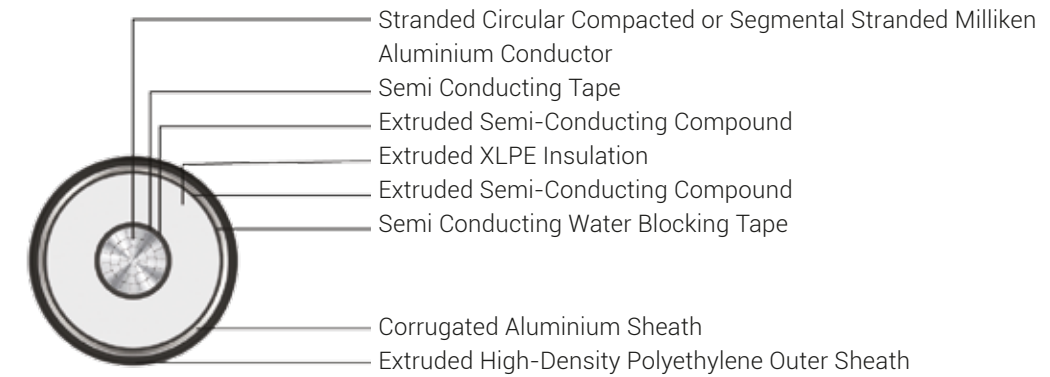 Stranded Circular Compacted or Segmental Stranded Milliken
Aluminium Conductor
Semi Conducting Tape
Extruded Semi-Conducting Compound
Extruded XLPE Insulation
Extruded Semi-Conducting Compound
Semi Conducting Water Blocking Tape
Corrugated Aluminium Sheath
Extruded High-Density Polyethylene Outer Sheath